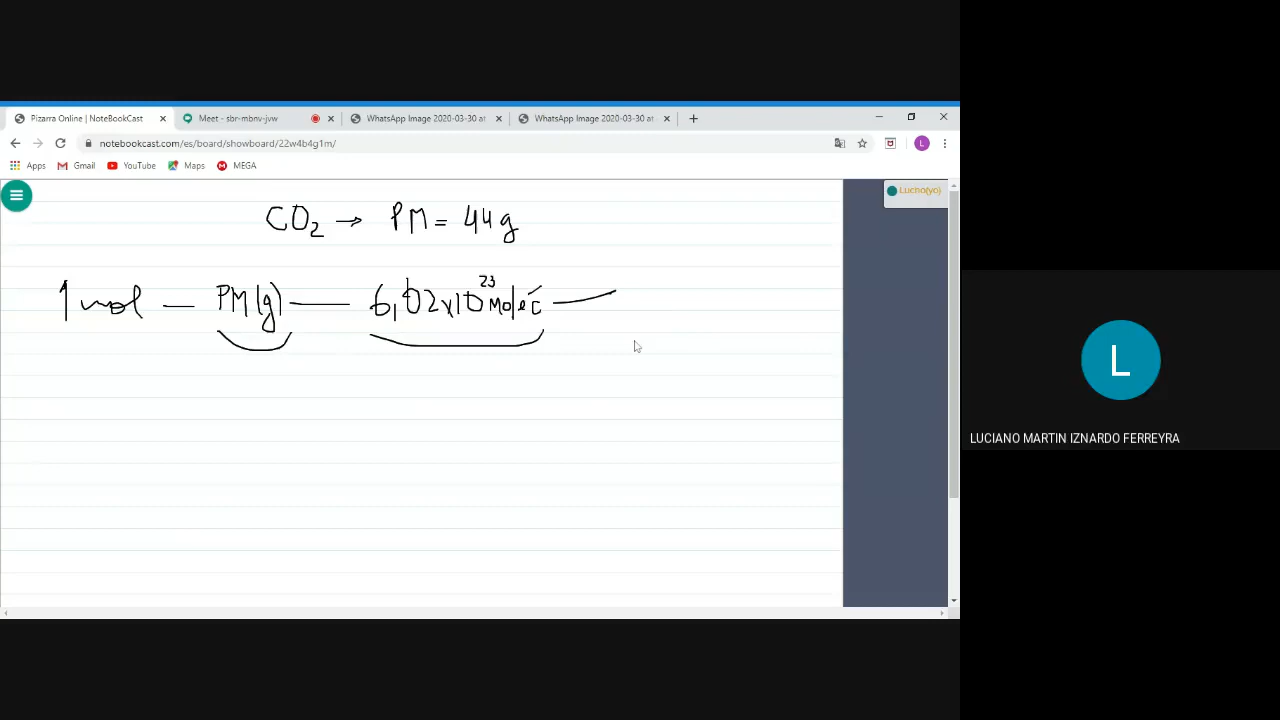 Pizarra Online | NoteBookCast
Meet - sbr-mbnv-jvw
WhatsApp Image 2020-03-30 at
WhatsApp Image 2020-03-30 at
notebookcast.com/es/board/showboard/22w4b4g1m/
L
Apps Gmail YouTube Maps MEGA
Lucho(yo)
CO₂ → PM = 44g
1 mol — PM(g) — 6,02x10²³ Moléc —
L
LUCIANO MARTIN IZNARDO FERREYRA